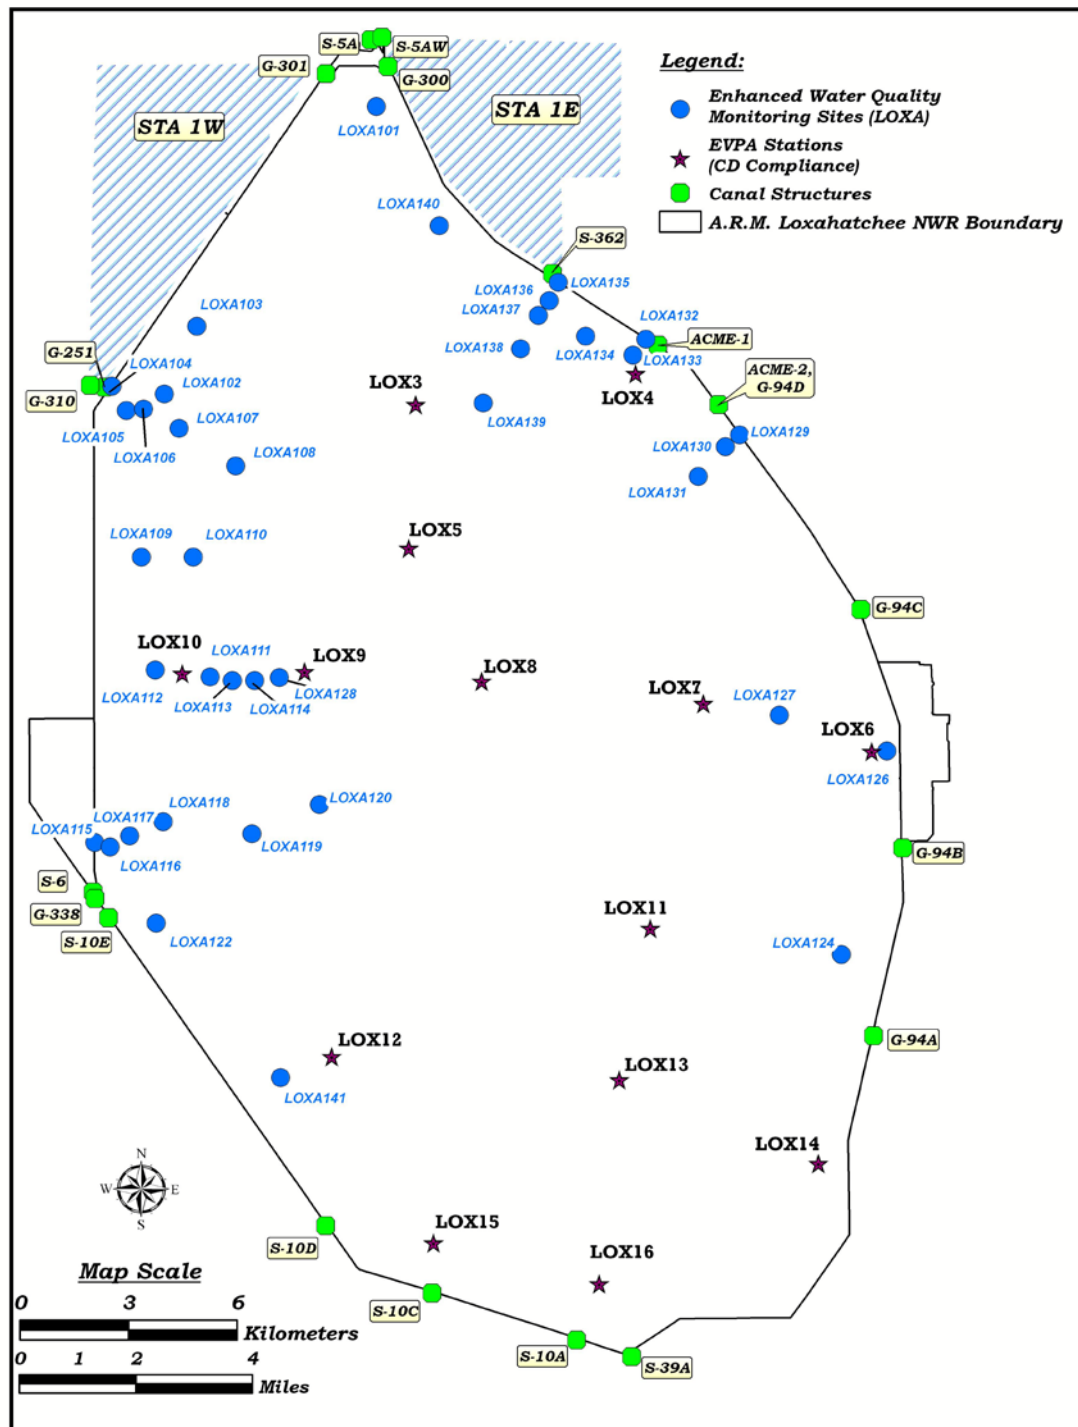 S-5A
S-5AW
G-301
G-300
Legend:
Enhanced Water Quality
Monitoring Sites (LOXA)
EVPA Stations
(CD Compliance)
Canal Structures
A.R.M. Loxahatchee NWR Boundary
STA 1W
STA 1E
LOXA101
LOXA140
S-362
LOXA136
LOXA135
LOXA137
LOXA103
LOXA132
ACME-1
G-251
LOXA104
LOXA138
LOXA134
LOXA133
ACME-2,
G-94D
LOXA102
LOX3
LOX4
G-310
LOXA105
LOXA107
LOXA139
LOXA129
LOXA106
LOXA130
LOXA108
LOXA131
LOXA109
LOXA110
LOX5
G-94C
LOX10
LOXA111
LOX9
LOX8
LOXA112
LOXA113
LOXA114
LOXA128
LOX7
LOXA127
LOX6
LOXA126
LOXA118
LOXA120
LOXA117
LOXA115
LOXA119
LOXA116
G-94B
S-6
G-338
S-10E
LOX11
LOXA122
LOXA124
LOX12
G-94A
LOX13
LOXA141
LOX14
N
W
E
S
LOX15
S-10D
LOX16
Map Scale
0 3 6
Kilometers
S-10C
S-10A
S-39A
0 1 2 4
Miles